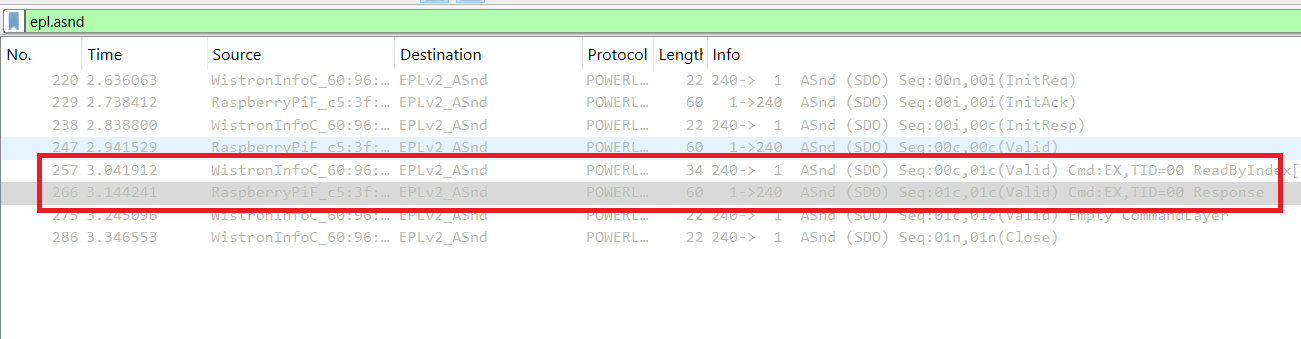 epl.asnd
No. Time Source Destination Protocol Length Info
220 2.636063 WistronInfoC_60:96:… EPLv2_ASnd POWERL… 22 240-> 1 ASnd (SDO) Seq:00n,00i(InitReq)
229 2.738412 RaspberryPiF_c5:3f:… EPLv2_ASnd POWERL… 60 1->240 ASnd (SDO) Seq:00i,00i(InitAck)
238 2.838800 WistronInfoC_60:96:… EPLv2_ASnd POWERL… 22 240-> 1 ASnd (SDO) Seq:00i,00c(InitResp)
247 2.941529 RaspberryPiF_c5:3f:… EPLv2_ASnd POWERL… 60 1->240 ASnd (SDO) Seq:00c,00c(Valid)
257 3.041912 WistronInfoC_60:96:… EPLv2_ASnd POWERL… 34 240-> 1 ASnd (SDO) Seq:00c,01c(Valid) Cmd:EX,TID=00 ReadByIndex[
266 3.144241 RaspberryPiF_c5:3f:… EPLv2_ASnd POWERL… 60 1->240 ASnd (SDO) Seq:01c,01c(Valid) Cmd:EX,TID=00 Response
275 3.245096 WistronInfoC_60:96:… EPLv2_ASnd POWERL… 22 240-> 1 ASnd (SDO) Seq:01c,01c(Valid) Empty CommandLayer
286 3.346553 WistronInfoC_60:96:… EPLv2_ASnd POWERL… 22 240-> 1 ASnd (SDO) Seq:01n,01n(Close)